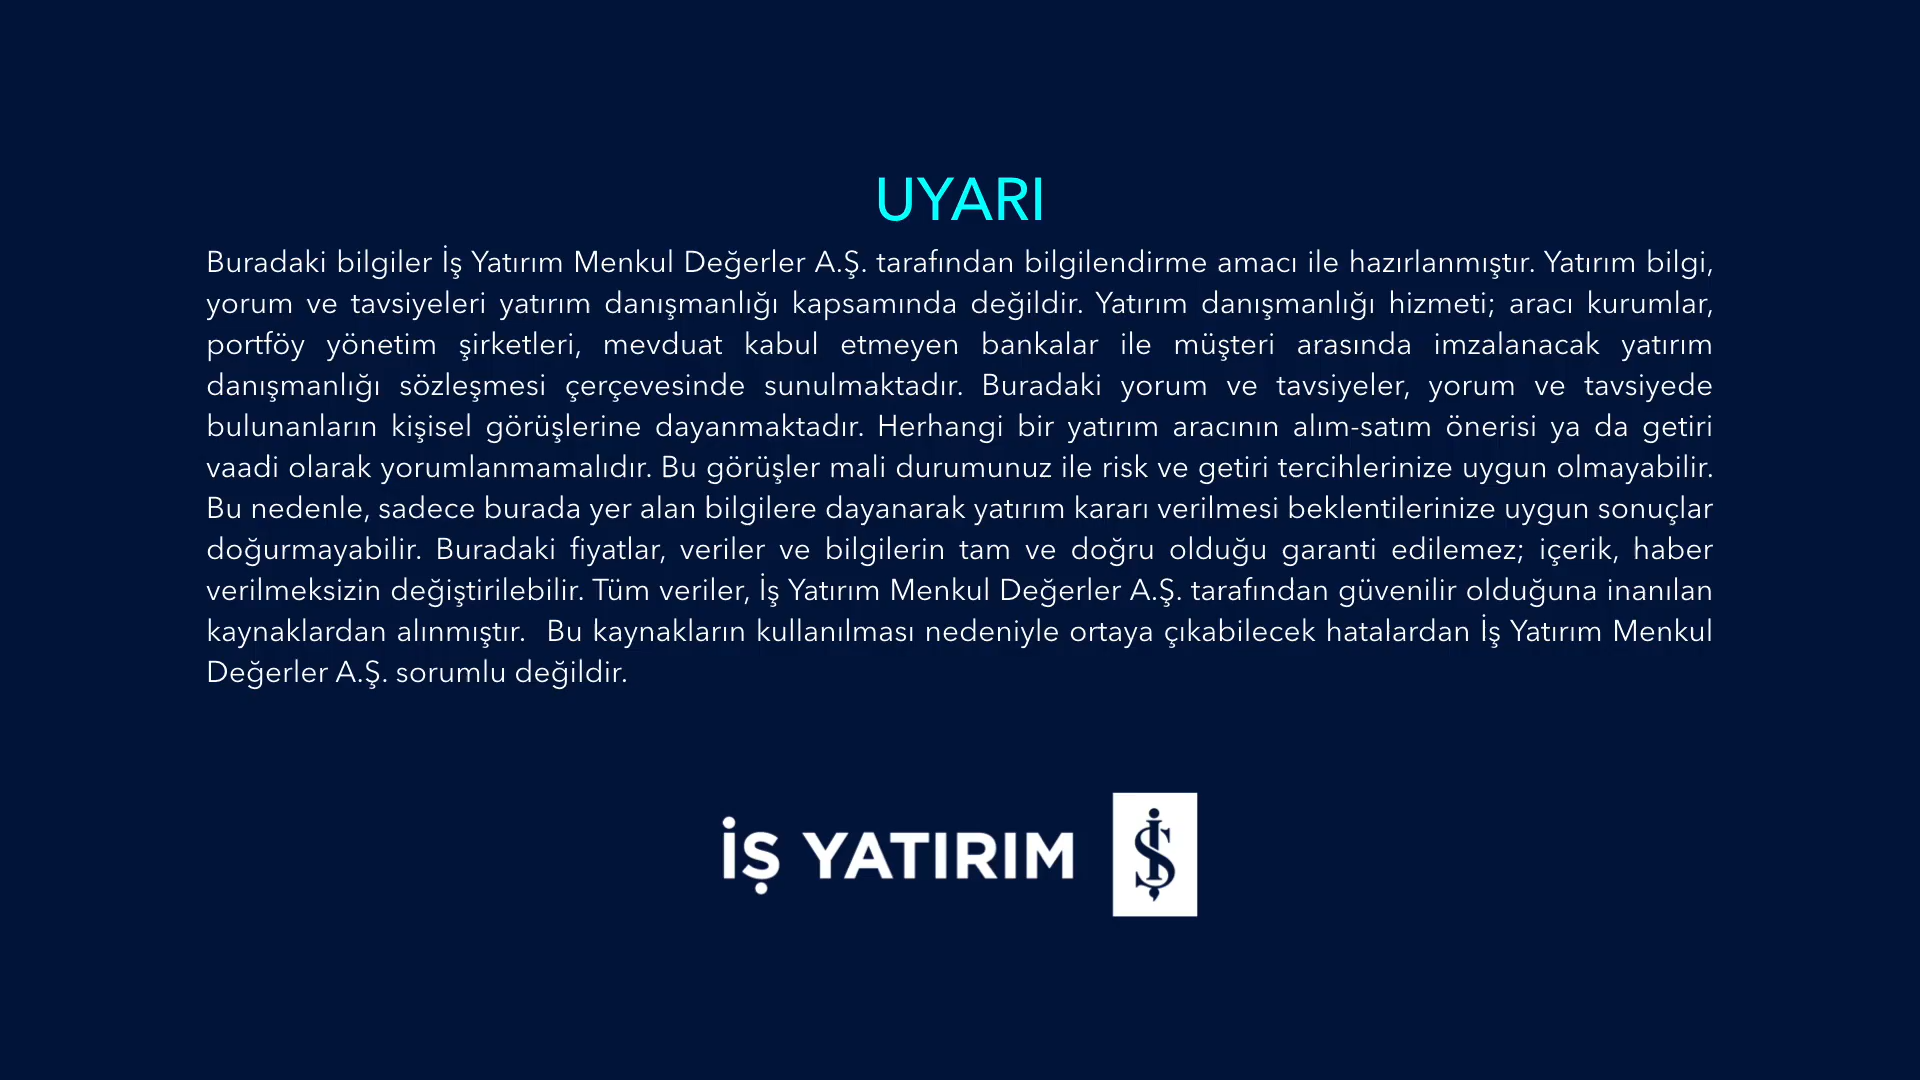 UYARI
Buradaki bilgiler İş Yatırım Menkul Değerler A.Ş. tarafından bilgilendirme amacı ile hazırlanmıştır. Yatırım bilgi,
yorum ve tavsiyeleri yatırım danışmanlığı kapsamında değildir. Yatırım danışmanlığı hizmeti; aracı kurumlar,
portföy yönetim şirketleri, mevduat kabul etmeyen bankalar ile müşteri arasında imzalanacak yatırım
danışmanlığı sözleşmesi çerçevesinde sunulmaktadır. Buradaki yorum ve tavsiyeler, yorum ve tavsiyede
bulunanların kişisel görüşlerine dayanmaktadır. Herhangi bir yatırım aracının alım-satım önerisi ya da getiri
vaadi olarak yorumlanmamalıdır. Bu görüşler mali durumunuz ile risk ve getiri tercihlerinize uygun olmayabilir.
Bu nedenle, sadece burada yer alan bilgilere dayanarak yatırım kararı verilmesi beklentilerinize uygun sonuçlar
doğurmayabilir. Buradaki fiyatlar, veriler ve bilgilerin tam ve doğru olduğu garanti edilemez; içerik, haber
verilmeksizin değiştirilebilir. Tüm veriler, İş Yatırım Menkul Değerler A.Ş. tarafından güvenilir olduğuna inanılan
kaynaklardan alınmıştır.  Bu kaynakların kullanılması nedeniyle ortaya çıkabilecek hatalardan İş Yatırım Menkul
Değerler A.Ş. sorumlu değildir.
İŞ YATIRIM İŞ